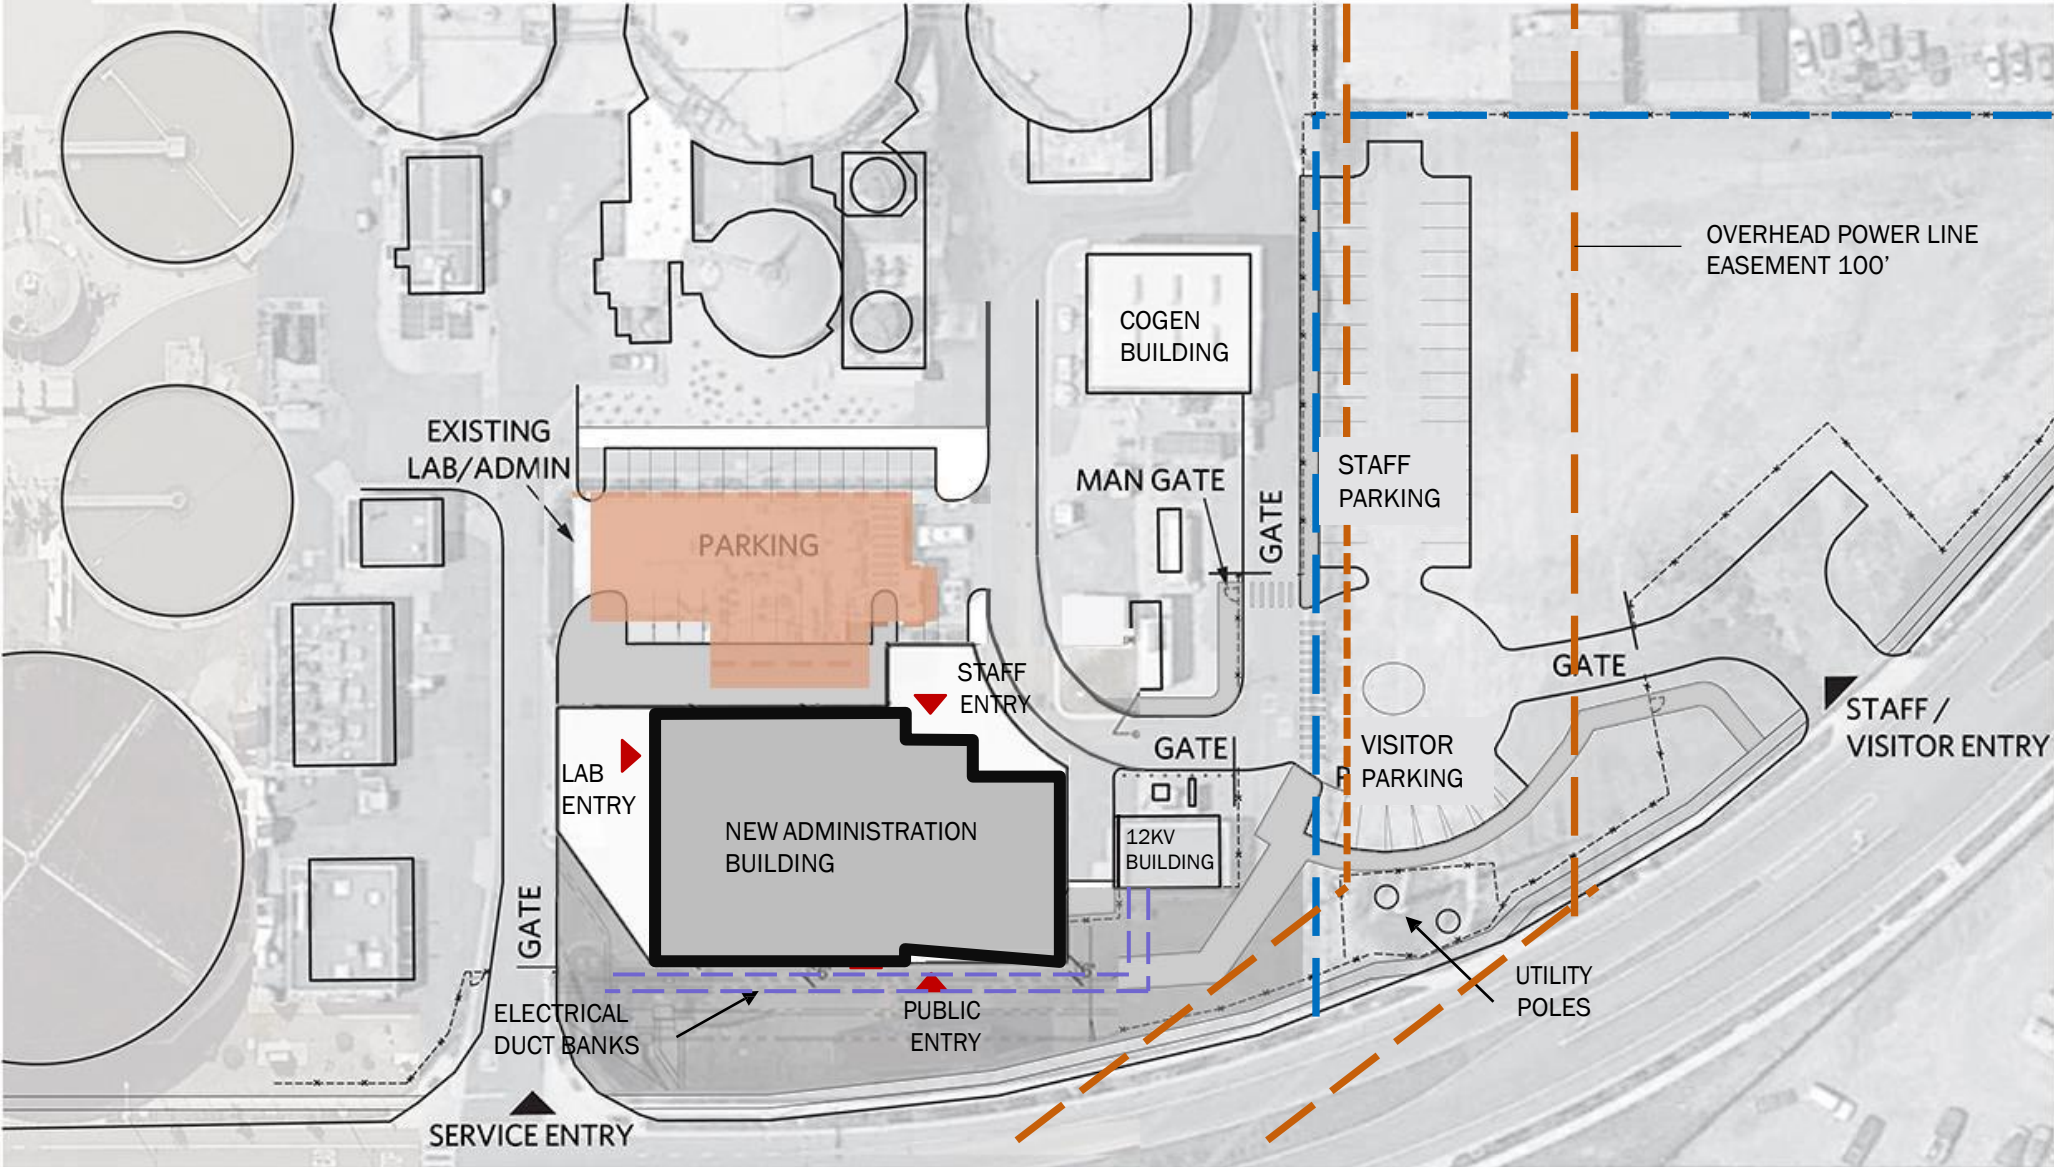 OVERHEAD POWER LINE
EASEMENT 100’
COGEN
BUILDING
EXISTING
LAB/ADMIN
STAFF
PARKING
MAN GATE
GATE
PARKING
GATE
STAFF
ENTRY
STAFF /
VISITOR ENTRY
GATE
VISITOR
PARKING
LAB
ENTRY
NEW ADMINISTRATION
BUILDING
12KV
BUILDING
GATE
UTILITY
POLES
ELECTRICAL
DUCT BANKS
PUBLIC
ENTRY
SERVICE ENTRY